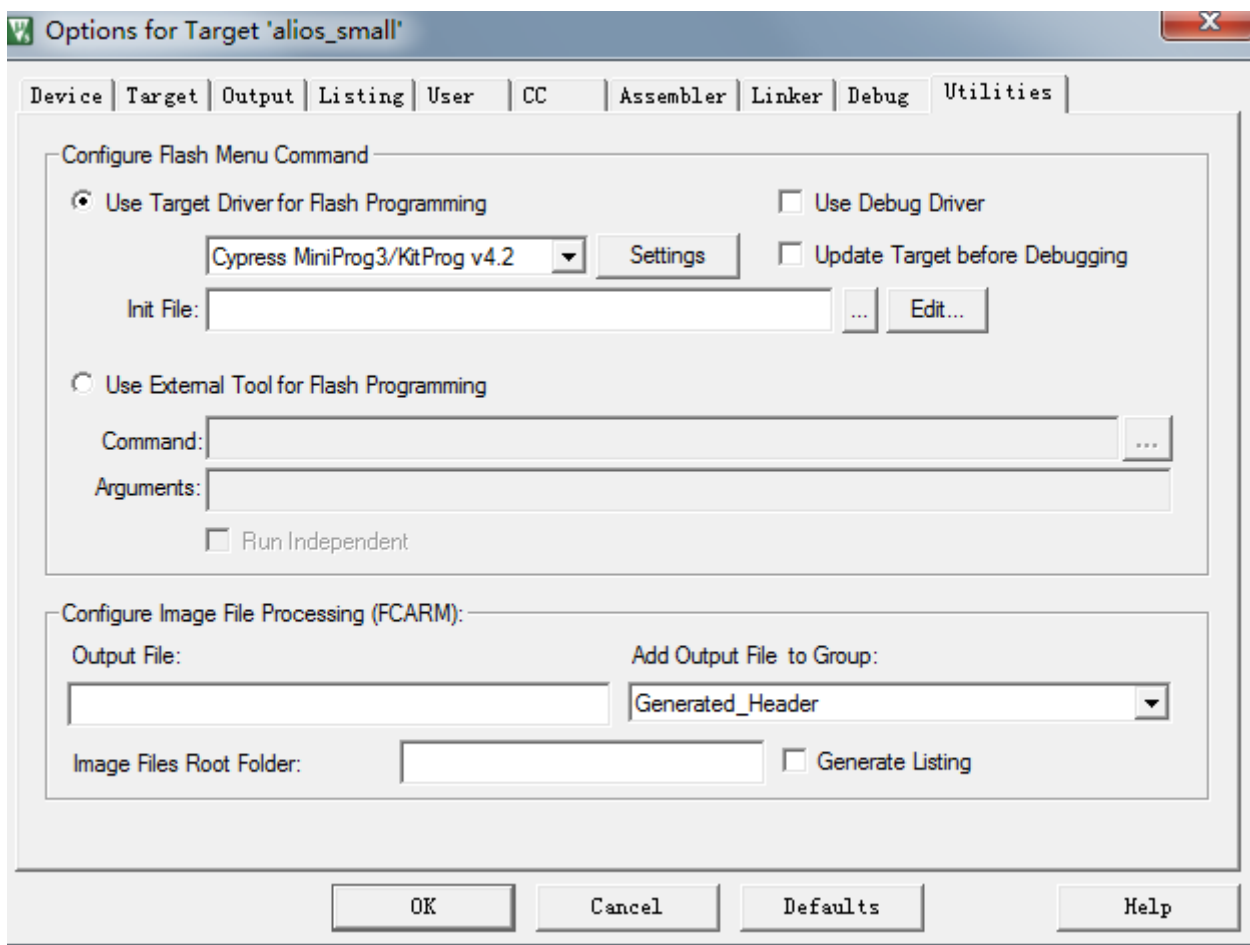 Options for Target 'alios_small'
Device Target Output Listing User CC Assembler Linker Debug Utilities
Configure Flash Menu Command
Use Target Driver for Flash Programming Use Debug Driver
Cypress MiniProg3/KitProg v4.2 Settings Update Target before Debugging
Init File: ... Edit...
Use External Tool for Flash Programming
Command: ...
Arguments:
Run Independent
Configure Image File Processing (FCARM):
Output File: Add Output File to Group:
Generated_Header
Image Files Root Folder: Generate Listing
OK Cancel Defaults Help